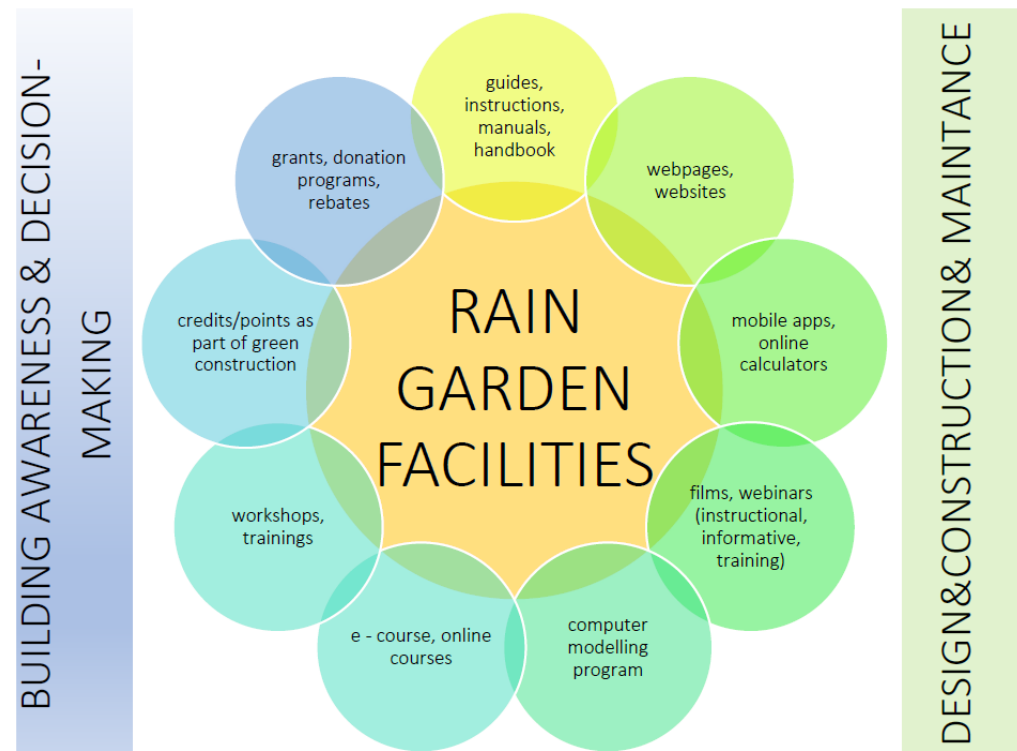 BUILDING AWARENESS & DECISION-
MAKING
guides,
instructions,
manuals,
handbook
webpages,
websites
mobile apps,
online
calculators
films, webinars
(instructional,
informative,
training)
computer
modelling
program
e - course, online
courses
workshops,
trainings
credits/points as
part of green
construction
grants, donation
programs,
rebates
RAIN
GARDEN
FACILITIES
DESIGN&CONSTRUCTION& MAINTANCE